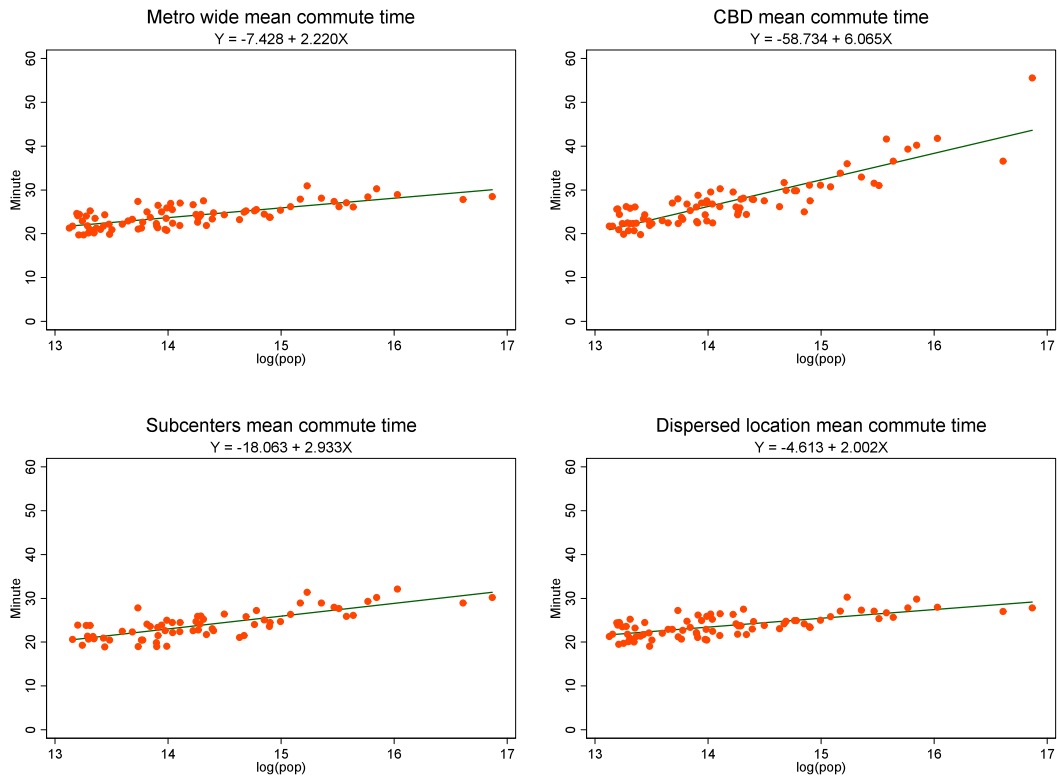 Metro wide mean commute time
Y = -7.428 + 2.220X
Minute
0 10 20 30 40 50 60
13 14 15 16 17
log(pop)
CBD mean commute time
Y = -58.734 + 6.065X
Minute
0 10 20 30 40 50 60
13 14 15 16 17
log(pop)
Subcenters mean commute time
Y = -18.063 + 2.933X
Minute
0 10 20 30 40 50 60
13 14 15 16 17
log(pop)
Dispersed location mean commute time
Y = -4.613 + 2.002X
Minute
0 10 20 30 40 50 60
13 14 15 16 17
log(pop)